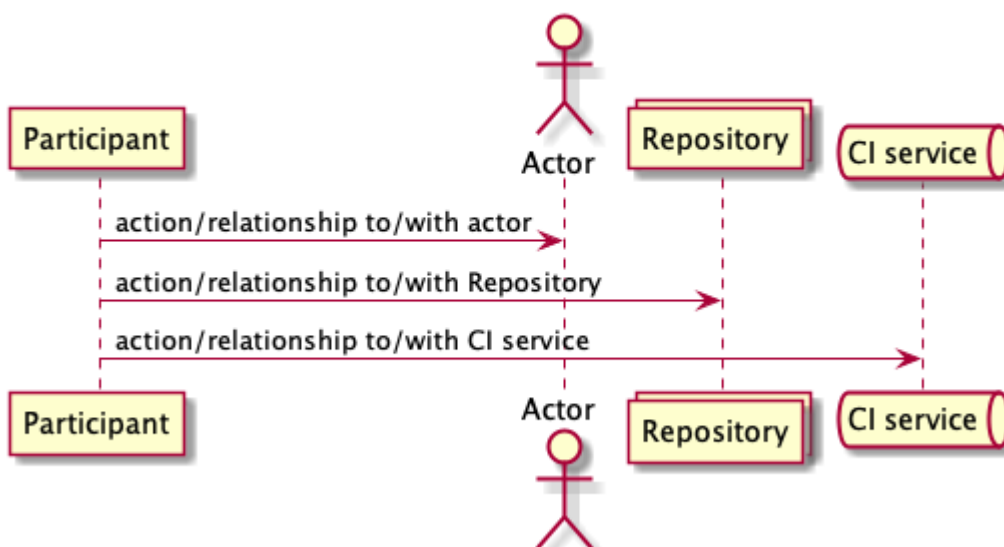 Participant
Actor
Repository
CI service
action/relationship to/with actor
action/relationship to/with Repository
action/relationship to/with CI service
Participant
Actor
Repository
CI service